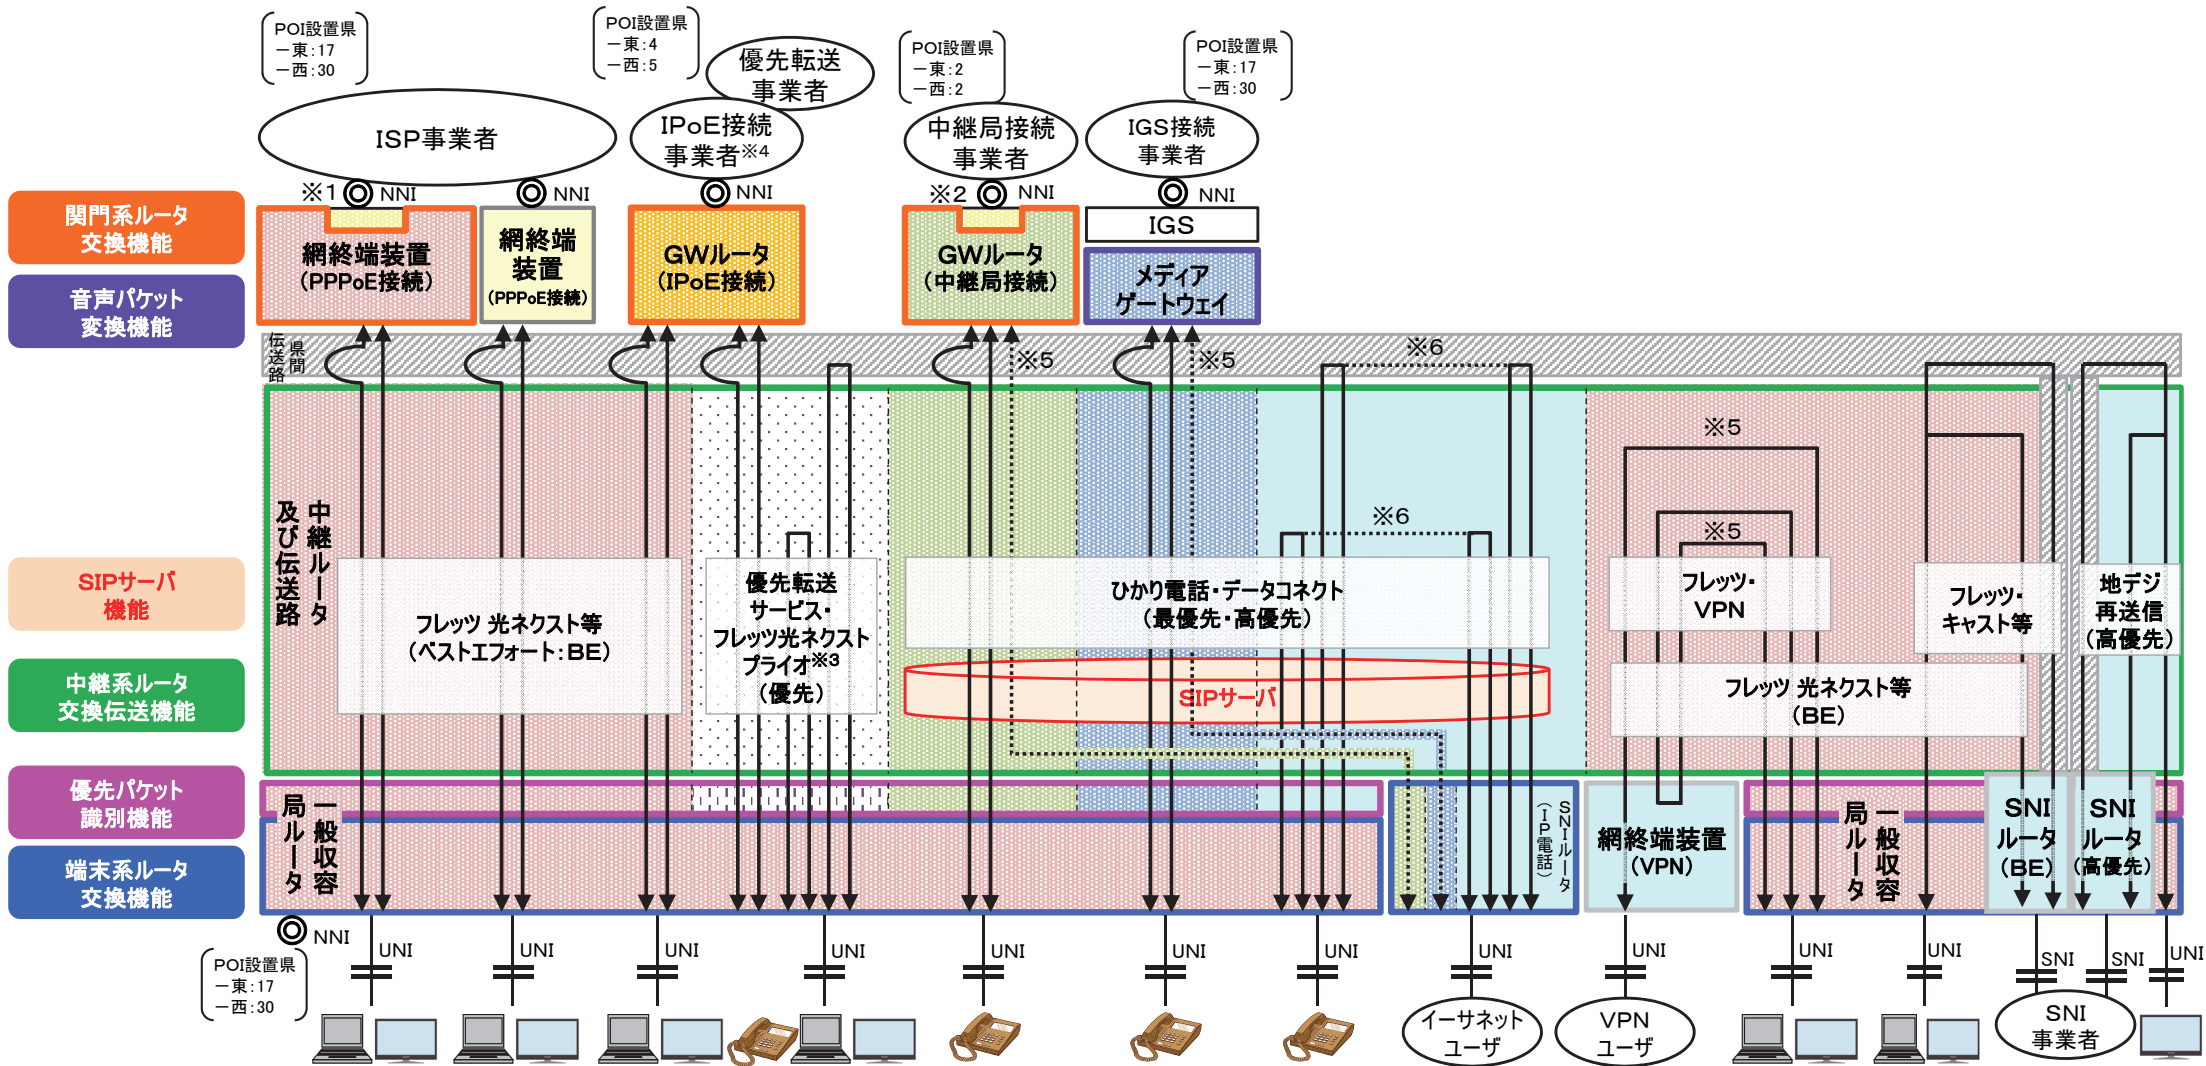 POI設置県
－東：17
－西：30
POI設置県
－東：4
－西：5
優先転送
事業者
POI設置県
－東：2
－西：2
POI設置県
－東：17
－西：30
ISP事業者
IPoE接続
事業者※4
中継局接続
事業者
IGS接続
事業者
※1
NNI
NNI
NNI
※2
NNI
NNI
関門系ルータ
交換機能
音声パケット
変換機能
SIPサーバ
機能
中継系ルータ
交換伝送機能
優先パケット
識別機能
端末系ルータ
交換機能
網終端装置
（PPPoE接続）
網終端
装置
（PPPoE接続）
GWルータ
（IPoE接続）
GWルータ
（中継局接続）
IGS
メディア
ゲートウェイ
県間
伝送路
※5
※5
※6
※5
※6
※5
中継ルータ
及び伝送路
フレッツ 光ネクスト等
（ベストエフォート：BE）
優先転送
サービス・
フレッツ光ネクスト
プライオ※3
（優先）
ひかり電話・データコネクト
（最優先・高優先）
SIPサーバ
フレッツ・
VPN
フレッツ 光ネクスト等
（BE）
フレッツ・
キャスト等
地デジ
再送信
（高優先）
一般収容
局ルータ
SNIルータ
（IP電話）
網終端装置
（VPN）
一般収容
局ルータ
SNI
ルータ
（BE）
SNI
ルータ
（高優先）
NNI
POI設置県
－東：17
－西：30
UNI
UNI
UNI
UNI
UNI
UNI
UNI
UNI
UNI
UNI
UNI
SNI
SNI
UNI
イーサネット
ユーザ
VPN
ユーザ
SNI
事業者